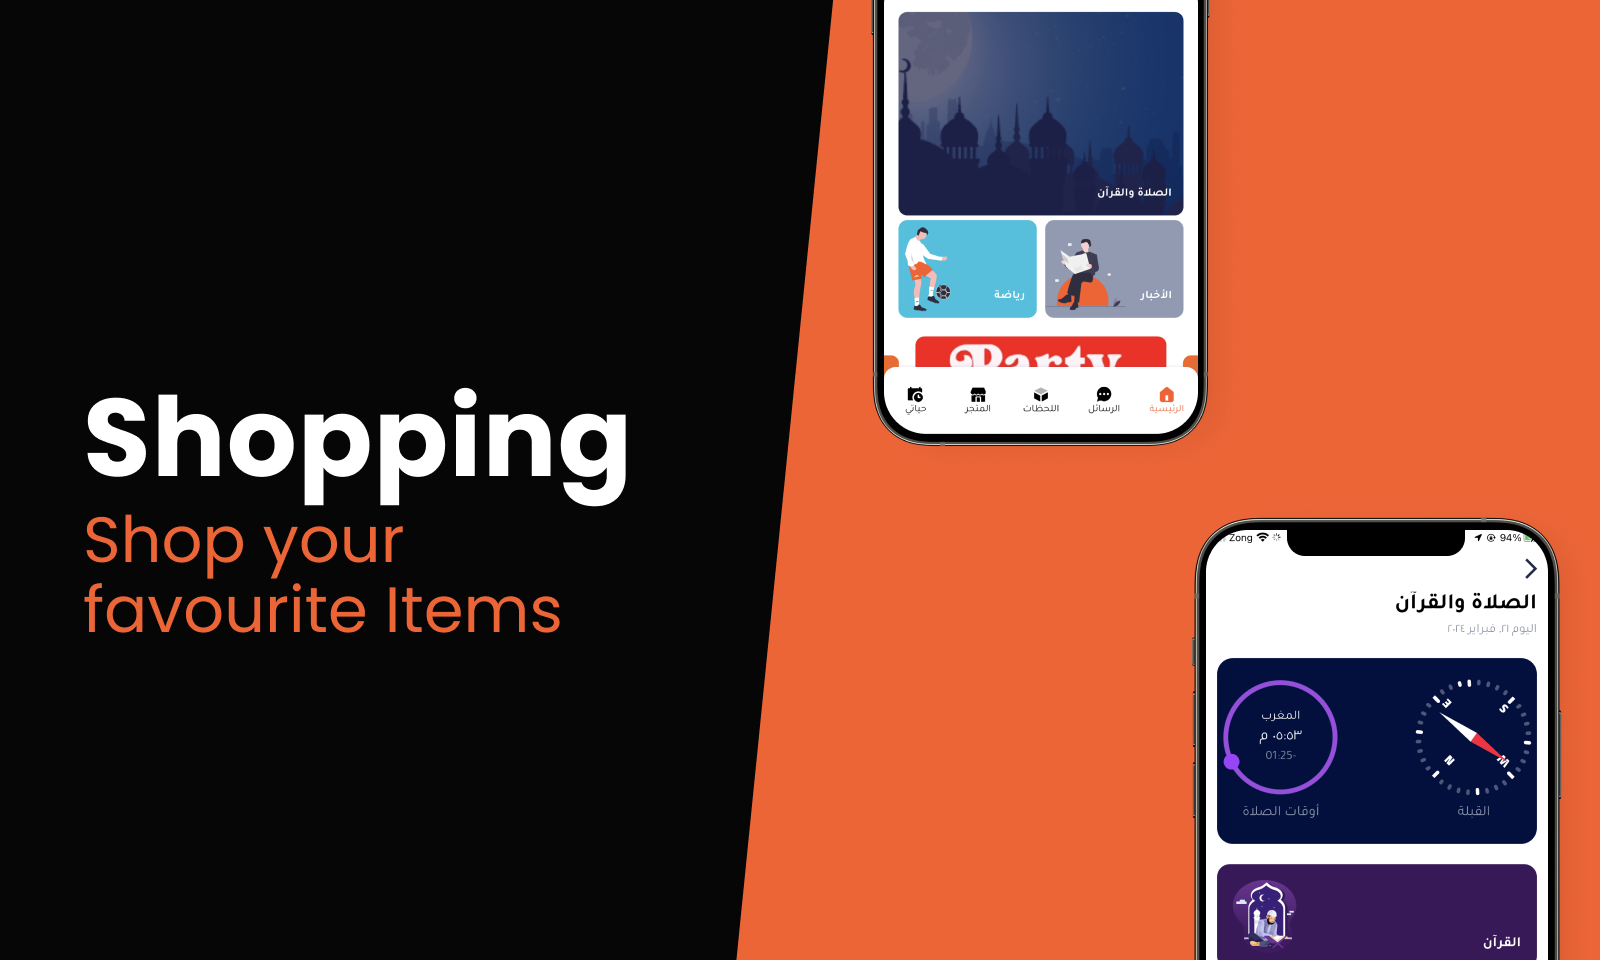 Shopping
Shop your
favourite Items
الصلاة والقرآن
الأخبار
رياضة
Party
الرئيسية
الرسائل
اللحظات
المتجر
حياتي
Zong
94%
الصلاة والقرآن
اليوم ٢١, فبراير ٢٠٢٤
المغرب
٠٥:٥٣ م
-01:25
أوقات الصلاة
E
S
N
W
القبلة
القرآن